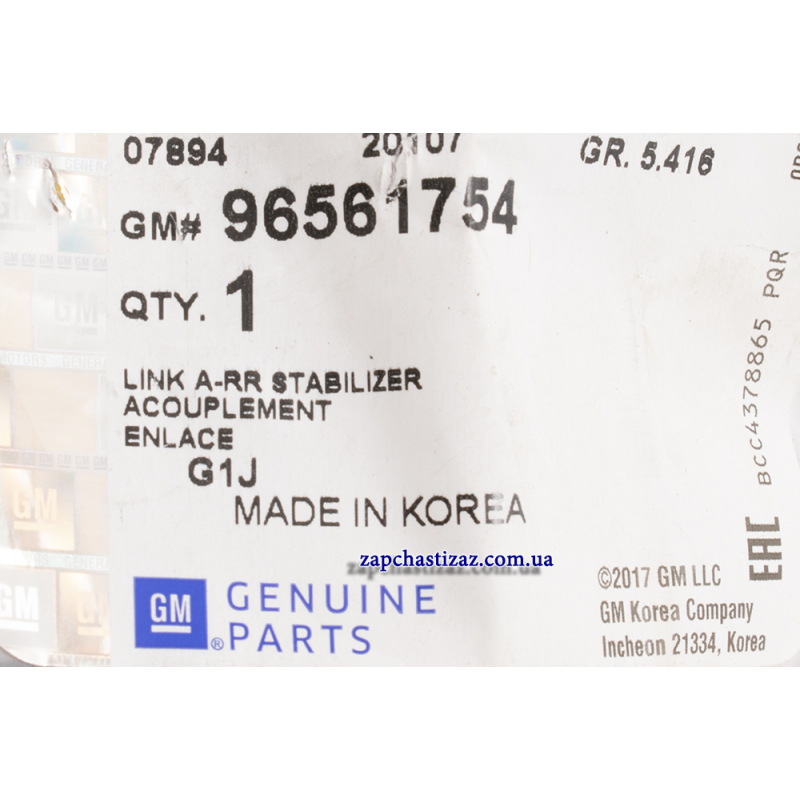 07894 20107 GR. 5.416
GM# 96561754
QTY. 1
LINK A-RR STABILIZER
ACOUPLEMENT
ENLACE
G1J
MADE IN KOREA
zapchastizaz.com.ua
GM ® GENUINE
PARTS
©2017 GM LLC
GM Korea Company
Incheon 21334, Korea
BCC4378865 PQR
EAC